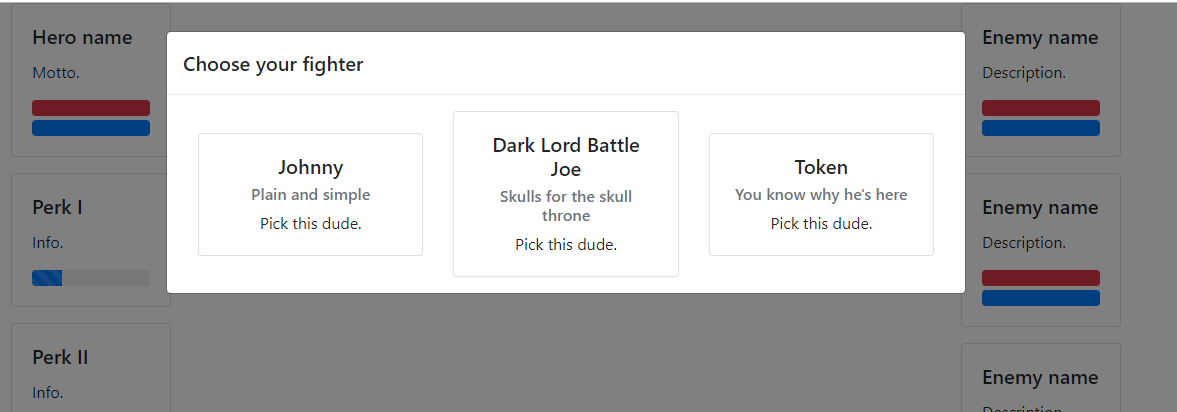 Hero name
Motto.
Perk I
Info.
Perk II
Info.
Choose your fighter
Johnny
Plain and simple
Pick this dude.
Dark Lord Battle
Joe
Skulls for the skull
throne
Pick this dude.
Token
You know why he's here
Pick this dude.
Enemy name
Description.
Enemy name
Description.
Enemy name
Description.